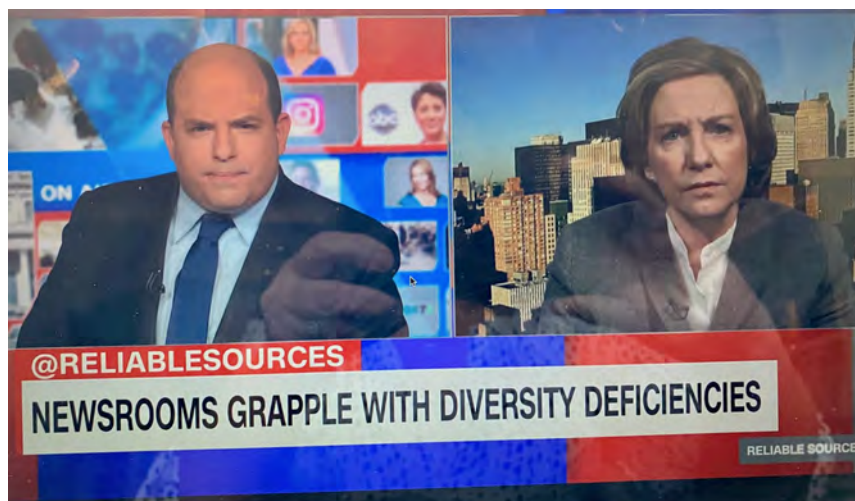 ON A
abc
@RELIABLESOURCES
NEWSROOMS GRAPPLE WITH DIVERSITY DEFICIENCIES
RELIABLE SOURCE